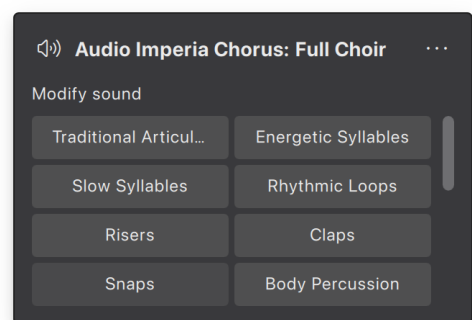 Audio Imperia Chorus: Full Choir ...
Modify sound
Traditional Articul...
Energetic Syllables
Slow Syllables
Rhythmic Loops
Risers
Claps
Snaps
Body Percussion